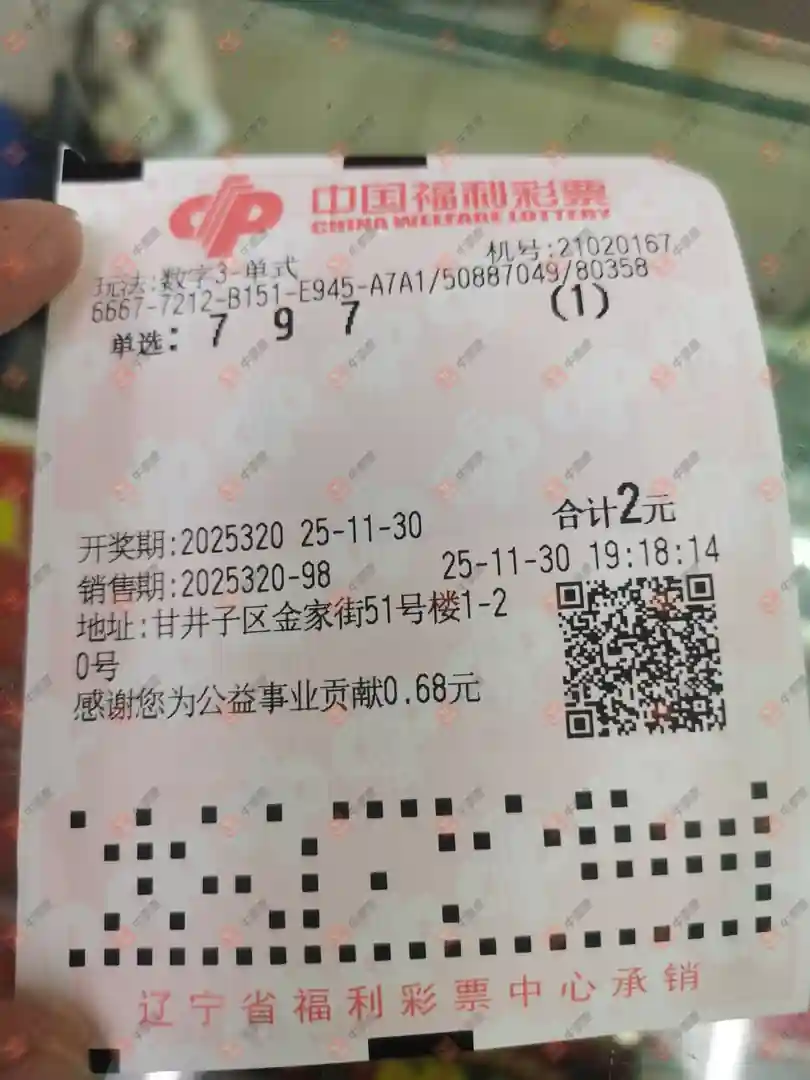 中国福利彩票
CHINA WELFARE LOTTERY
玩法:数字3-单式 机号:21020167
6667-7212-B151-E945-A7A1/50887049/80358
单选: 7 9 7 (1)
开奖期:2025320 25-11-30 合计2元
销售期:2025320-98 25-11-30 19:18:14
地址:甘井子区金家街51号楼1-2
0号
感谢您为公益事业贡献0.68元
辽宁省福利彩票中心承销